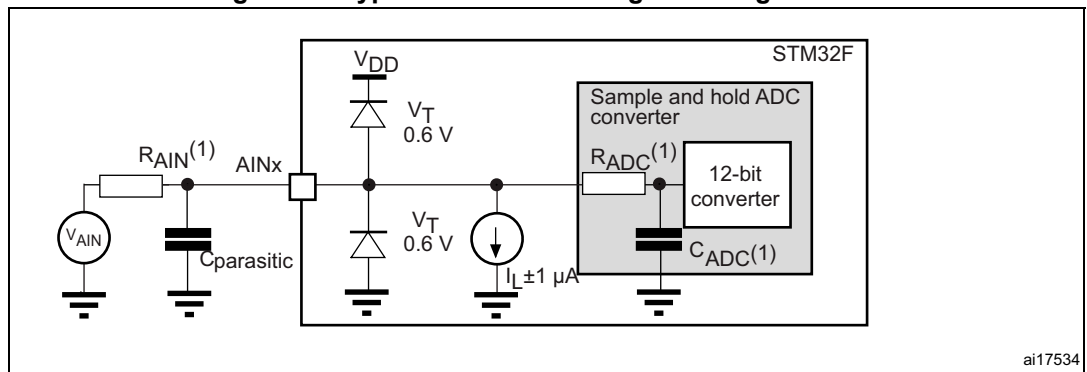 STM32F
VDD
VT
0.6 V
Sample and hold ADC
converter
RAIN(1)
AINx
RADC(1)
12-bit
converter
VAIN
Cparasitic
VT
0.6 V
IL±1 µA
CADC(1)
ai17534